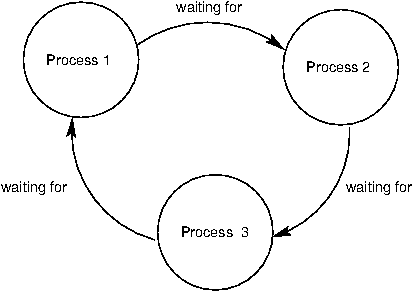 waiting for
Process 1
Process 2
waiting for
waiting for
Process 3